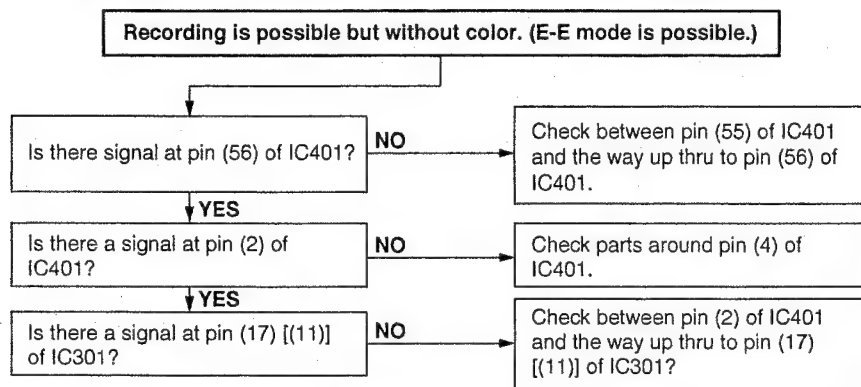 Recording is possible but without color. (E-E mode is possible.)
Is there signal at pin (56) of IC401?
NO
Check between pin (55) of IC401
and the way up thru to pin (56) of
IC401.
YES
Is there a signal at pin (2) of
IC401?
NO
Check parts around pin (4) of
IC401.
YES
Is there a signal at pin (17) [(11)]
of IC301?
NO
Check between pin (2) of IC401
and the way up thru to pin (17)
[(11)] of IC301?